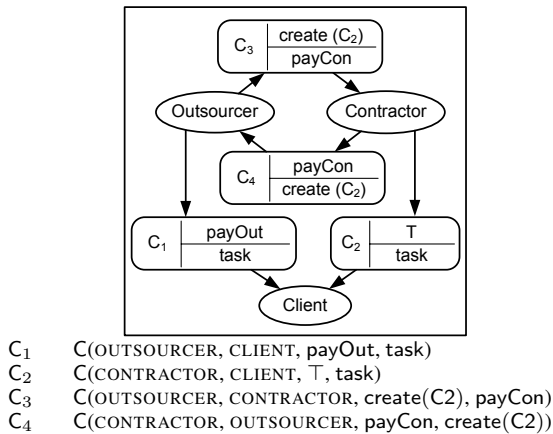 C₃ create (C₂)
payCon
Outsourcer Contractor
C₄ payCon
create (C₂)
C₁ payOut
task
C₂ T
task
Client
C₁ C(OUTSOURCER, CLIENT, payOut, task)
C₂ C(CONTRACTOR, CLIENT, ⊤, task)
C₃ C(OUTSOURCER, CONTRACTOR, create(C2), payCon)
C₄ C(CONTRACTOR, OUTSOURCER, payCon, create(C2))